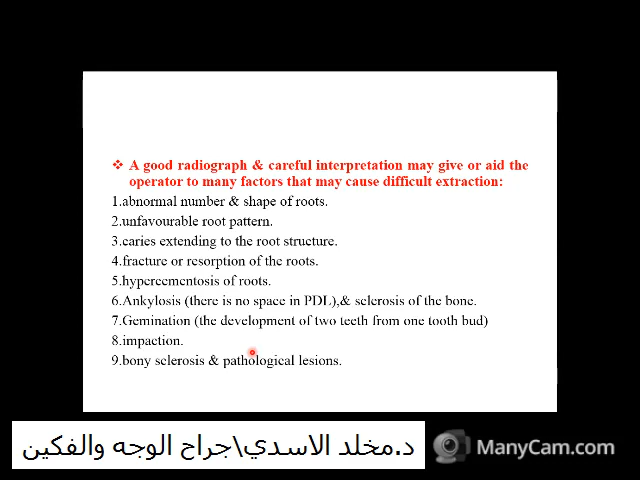 ❖ A good radiograph & careful interpretation may give or aid the
operator to many factors that may cause difficult extraction:
1.abnormal number & shape of roots.
2.unfavourable root pattern.
3.caries extending to the root structure.
4.fracture or resorption of the roots.
5.hypercementosis of roots.
6.Ankylosis (there is no space in PDL),& sclerosis of the bone.
7.Gemination (the development of two teeth from one tooth bud)
8.impaction.
9.bony sclerosis & pathological lesions.
د.مخلد الاسدي\جراح الوجه والفكين
ManyCam.com